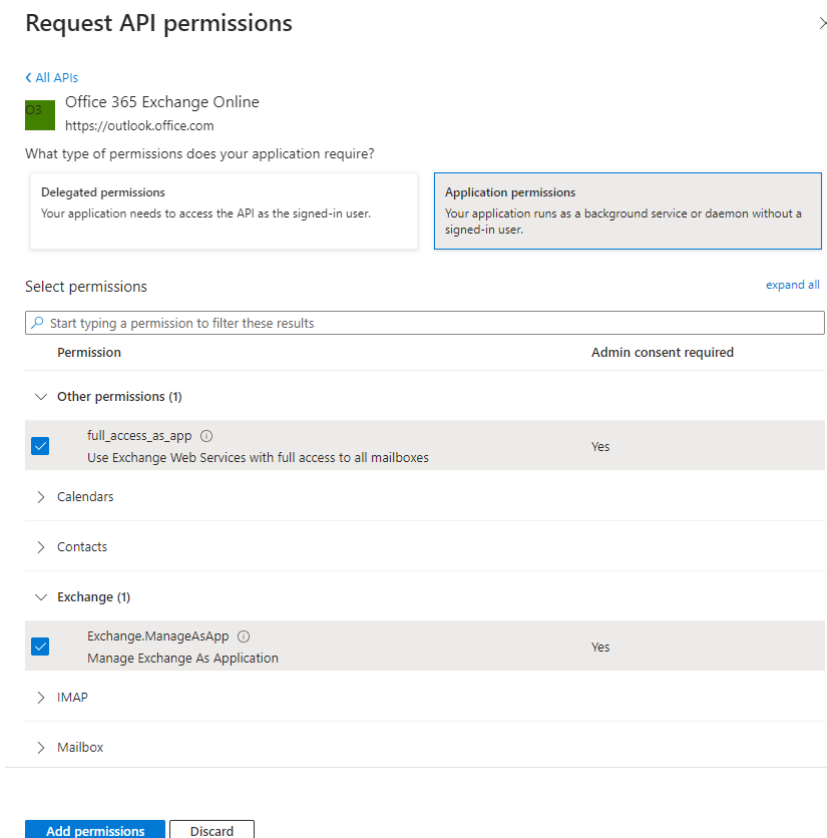 Request API permissions
All APIs
O3
Office 365 Exchange Online
https://outlook.office.com
What type of permissions does your application require?
Delegated permissions
Your application needs to access the API as the signed-in user.
Application permissions
Your application runs as a background service or daemon without a
signed-in user.
Select permissions
expand all
Start typing a permission to filter these results
Permission
Admin consent required
Other permissions (1)
full_access_as_app
Use Exchange Web Services with full access to all mailboxes
Yes
Calendars
Contacts
Exchange (1)
Exchange.ManageAsApp
Manage Exchange As Application
Yes
IMAP
Mailbox
Add permissions
Discard